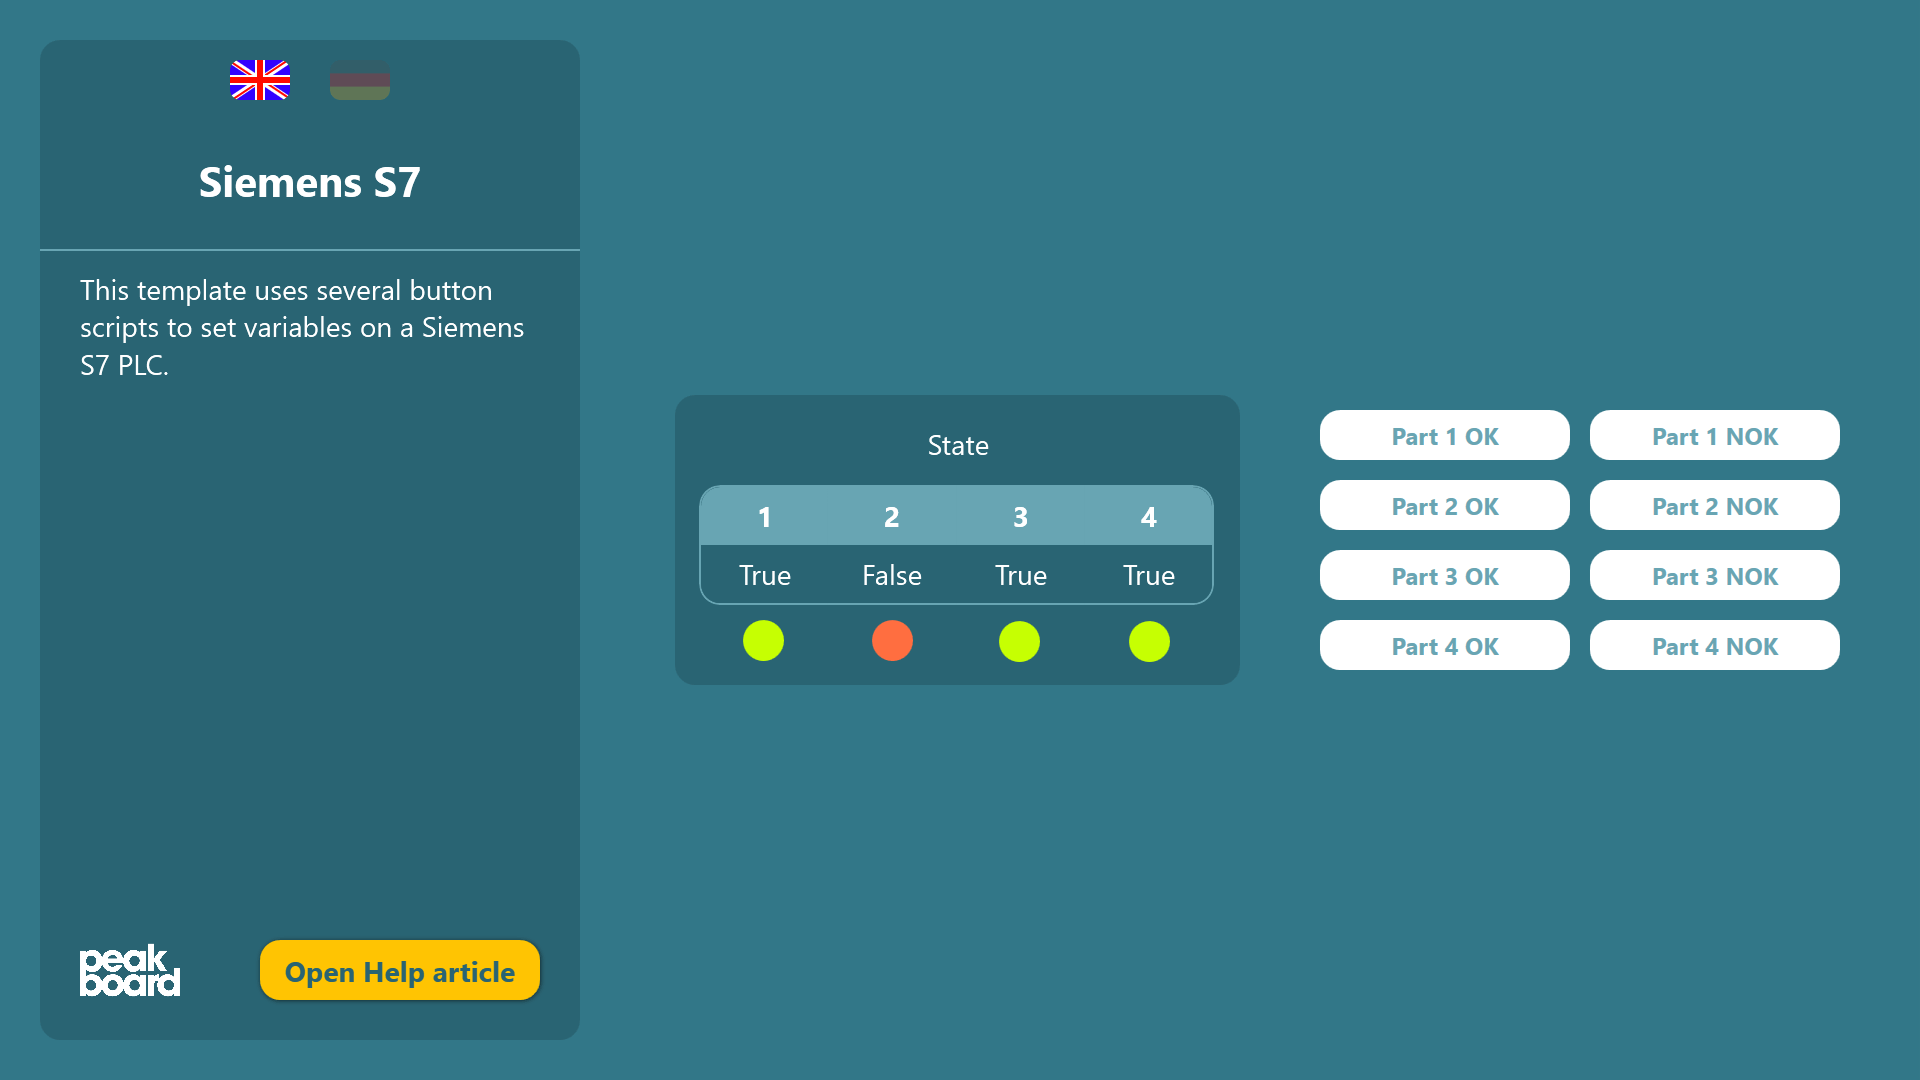 Siemens S7
This template uses several button
scripts to set variables on a Siemens
S7 PLC.
peak
board
Open Help article
State
1 2 3 4
True False True True
Part 1 OK Part 1 NOK
Part 2 OK Part 2 NOK
Part 3 OK Part 3 NOK
Part 4 OK Part 4 NOK